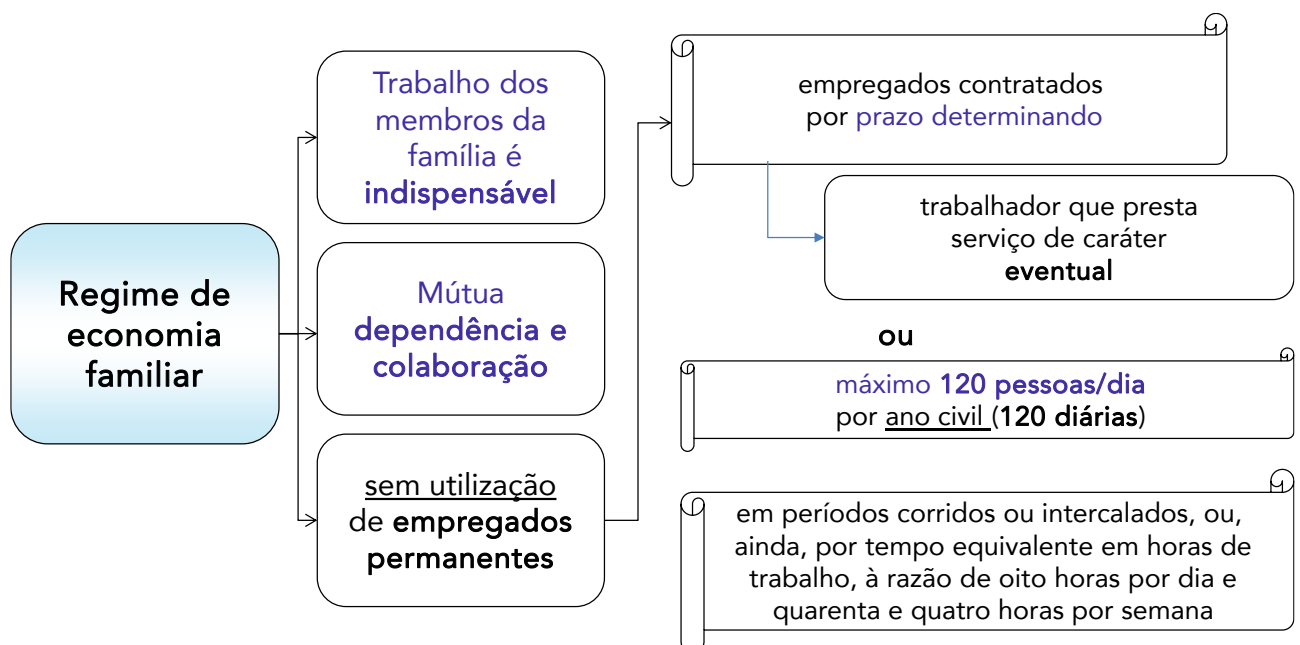 Regime de
economia
familiar
Trabalho dos
membros da
família é
indispensável
Mútua
dependência e
colaboração
sem utilização
de empregados
permanentes
empregados contratados
por prazo determinando
trabalhador que presta
serviço de caráter
eventual
ou
máximo 120 pessoas/dia
por ano civil (120 diárias)
em períodos corridos ou intercalados, ou,
ainda, por tempo equivalente em horas de
trabalho, à razão de oito horas por dia e
quarenta e quatro horas por semana